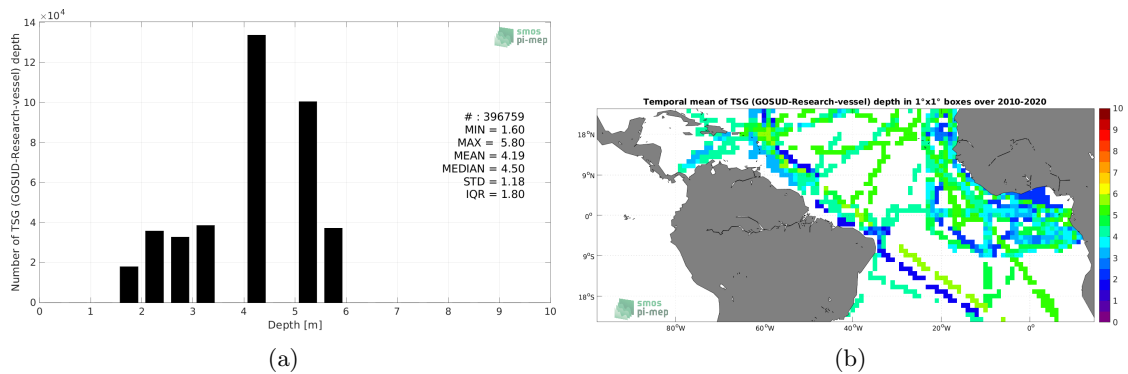 ×10⁴
14
12
10
8
6
4
2
0
Number of TSG (GOSUD-Research-vessel) depth
smos
pi-mep
# : 396759
MIN = 1.60
MAX = 5.80
MEAN = 4.19
MEDIAN = 4.50
STD = 1.18
IQR = 1.80
0 1 2 3 4 5 6 7 8 9 10
Depth [m]
(a)
Temporal mean of TSG (GOSUD-Research-vessel) depth in 1°x1° boxes over 2010-2020
18°N
9°N
0°
9°S
18°S
80°W 60°W 40°W 20°W 0°
smos
pi-mep
10
9
8
7
6
5
4
3
2
1
0
(b)